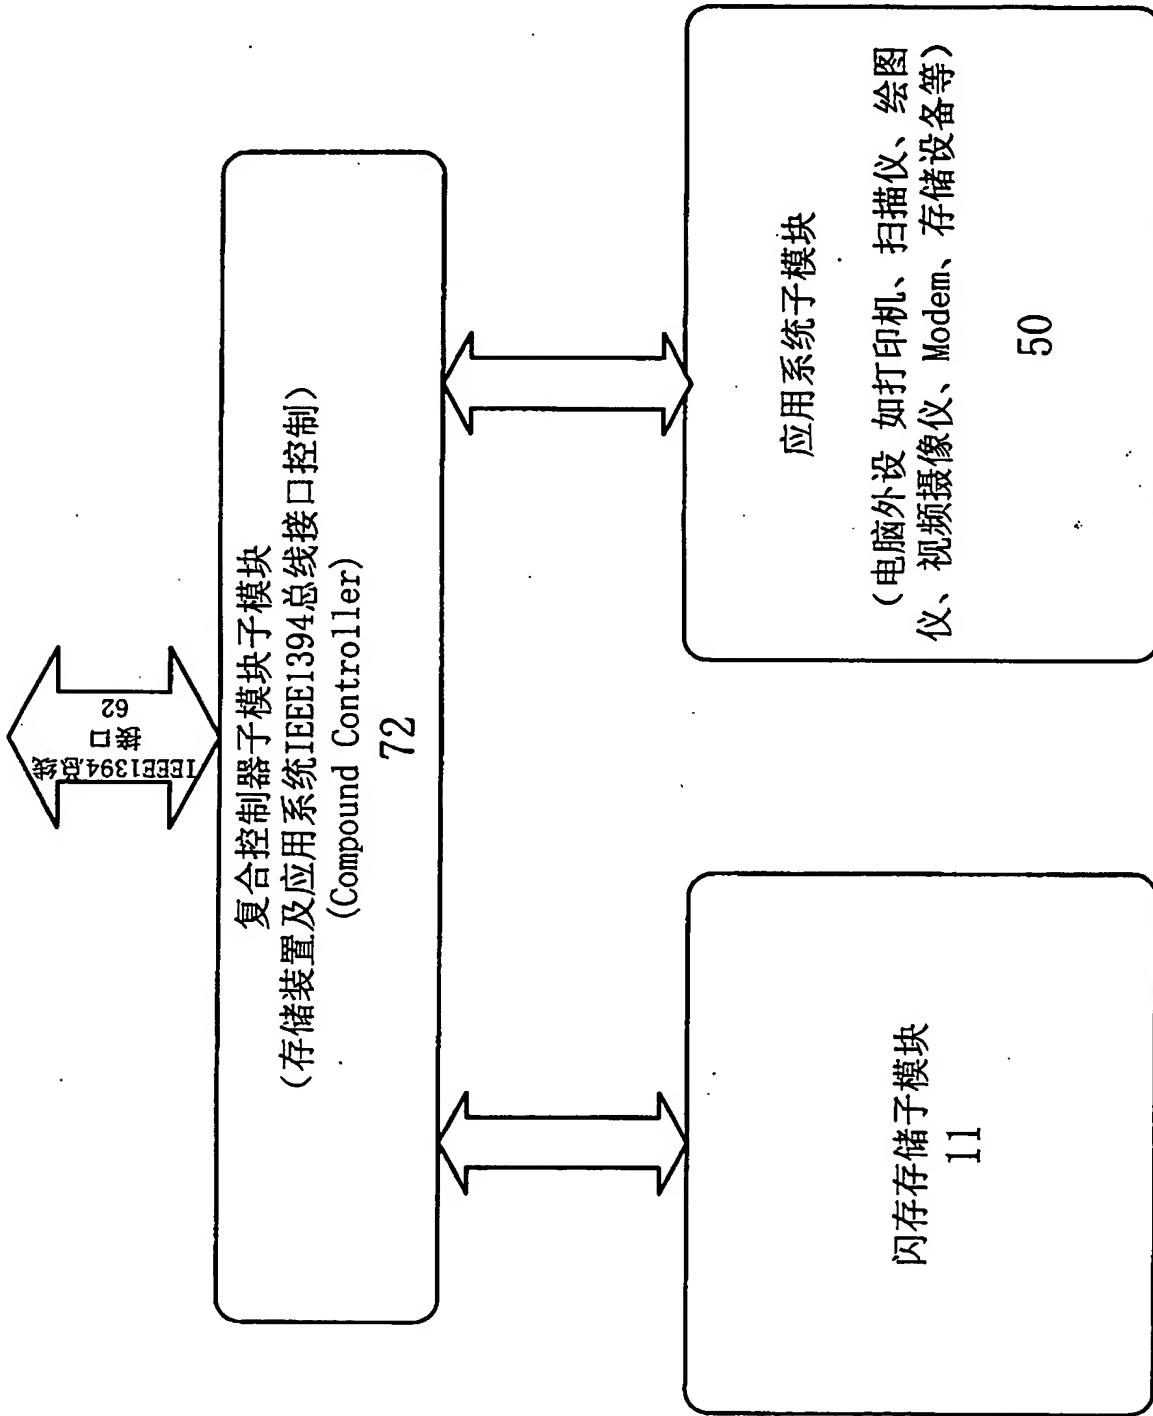 IEEE1394总线
接口
62
复合控制器子模块子模块
(存储装置及应用系统IEEE1394总线接口控制)
(Compound Controller)
72
闪存存储子模块
11
应用系统子模块
(电脑外设 如打印机、扫描仪、绘图
仪、视频摄像仪、Modem、存储设备等)
50